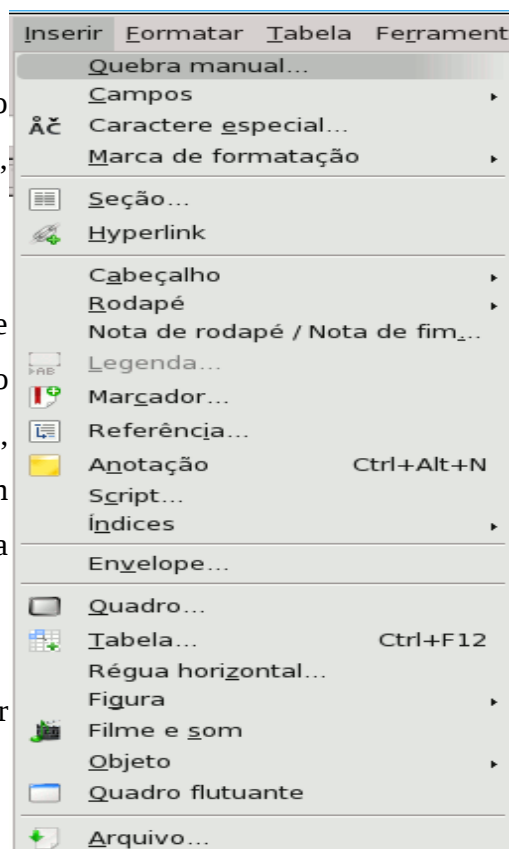 Inserir Formatar Tabela Ferrament
Quebra manual...
Campos
Caractere especial...
Marca de formatação
Seção...
Hyperlink
Cabeçalho
Rodapé
Nota de rodapé / Nota de fim...
Legenda...
Marcador...
Referência...
Anotação Ctrl+Alt+N
Script...
Índices
Envelope...
Quadro...
Tabela... Ctrl+F12
Régua horizontal...
Figura
Filme e som
Objeto
Quadro flutuante
Arquivo...